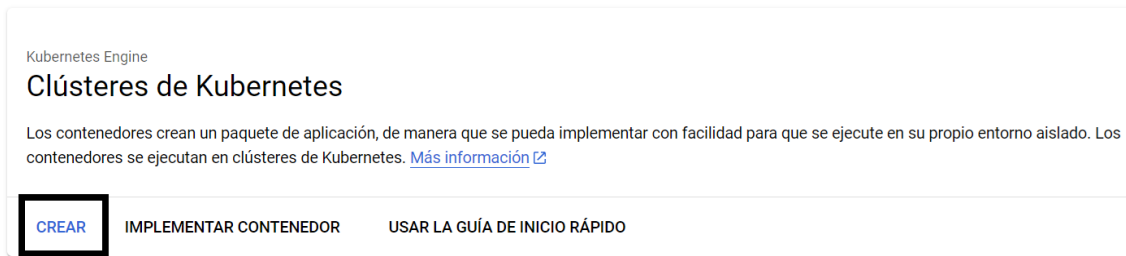 Kubernetes Engine
Clústeres de Kubernetes
Los contenedores crean un paquete de aplicación, de manera que se pueda implementar con facilidad para que se ejecute en su propio entorno aislado. Los
contenedores se ejecutan en clústeres de Kubernetes. Más información
CREAR IMPLEMENTAR CONTENEDOR USAR LA GUÍA DE INICIO RÁPIDO